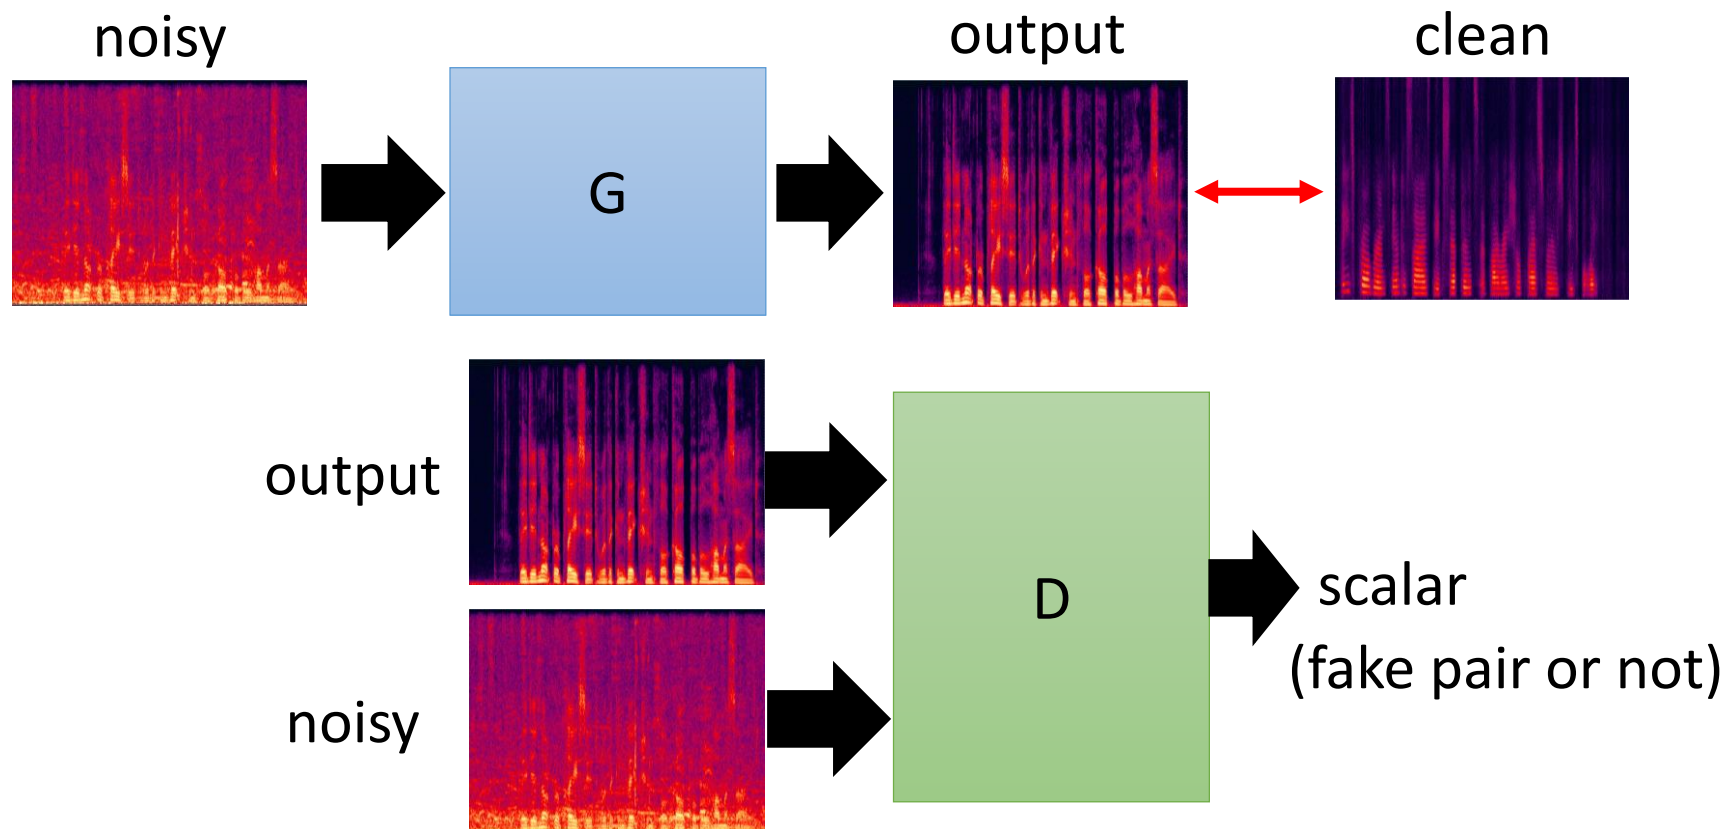 noisy
output
clean
G
output
D
scalar
(fake pair or not)
noisy